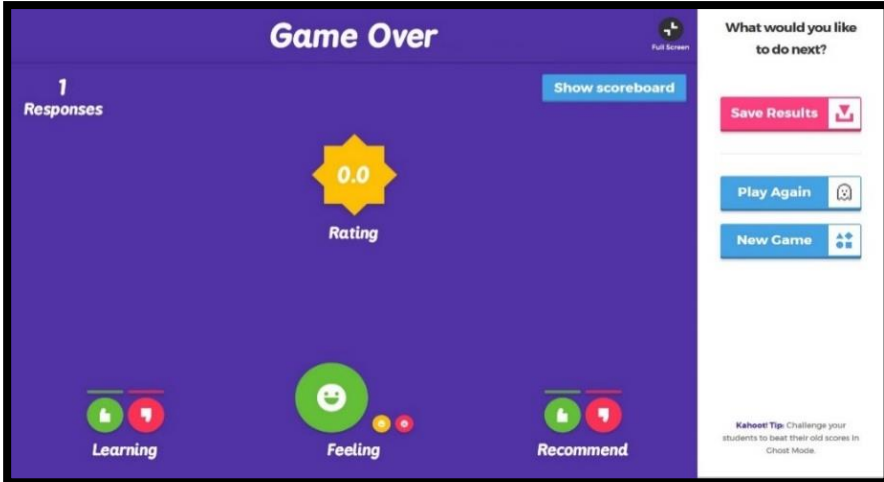 Game Over
Full Screen
1
Responses
Show scoreboard
0.0
Rating
Learning
Feeling
Recommend
What would you like
to do next?
Save Results
Play Again
New Game
Kahoot! Tip: Challenge your
students to beat their old scores in
Ghost Mode.